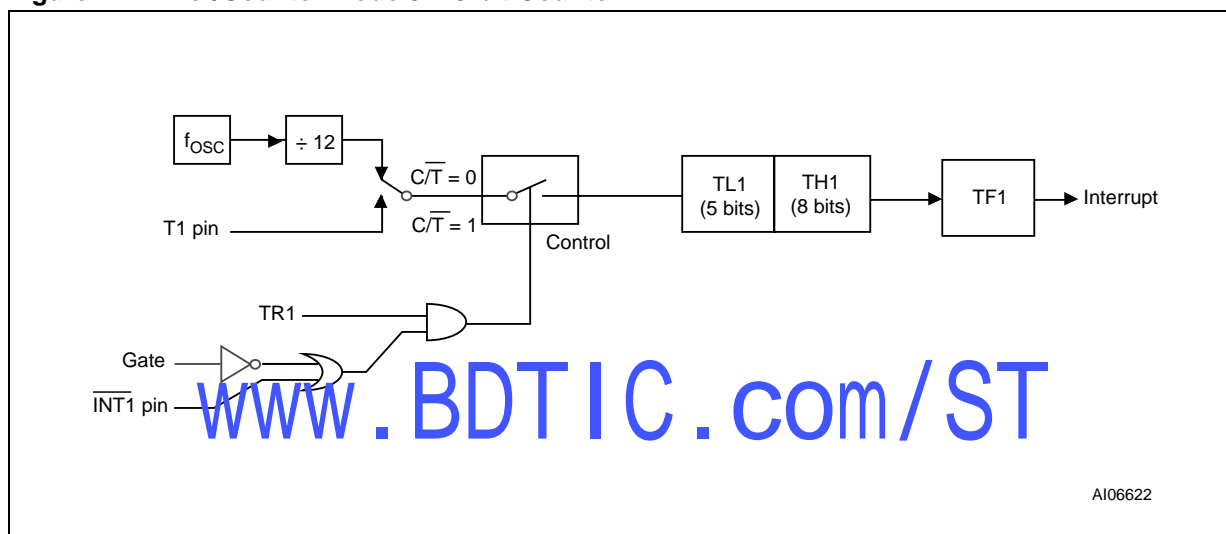 fOSC
÷ 12
T1 pin
C/T̅ = 0
C/T̅ = 1
Control
TL1
(5 bits)
TH1
(8 bits)
TF1
Interrupt
TR1
Gate
I̅N̅T̅1̅ pin
www.BDTIC.com/ST
AI06622